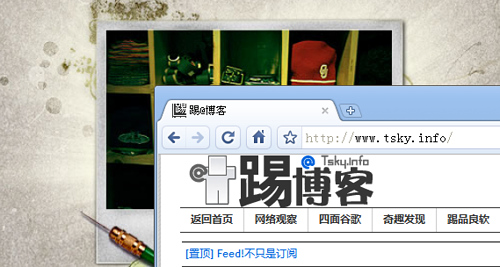 踢@博客
http://www.tsky.info/
@ Tsky.Info
踢博客
返回首页 网络观察 四面谷歌 奇趣发现 踢品良软
[置顶] Feed!不只是订阅